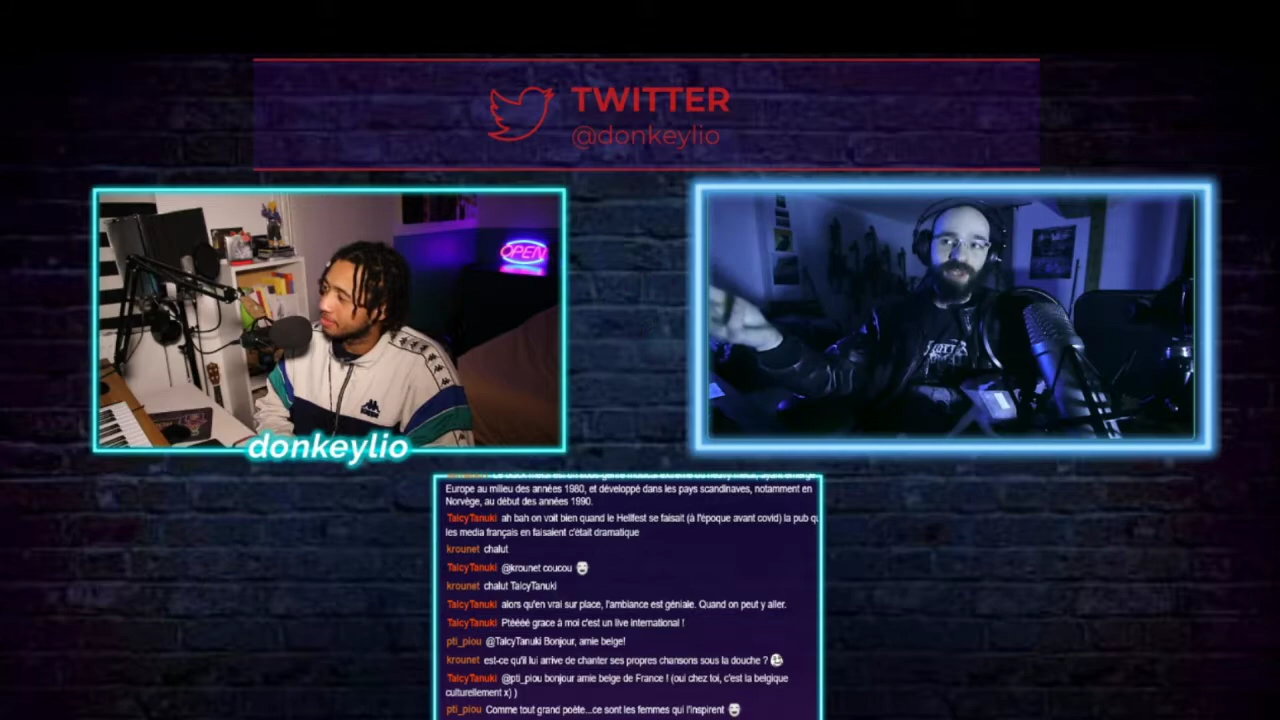 TWITTER
@donkeylio
OPEN
donkeylio
Europe au milieu des années 1980, et développé dans les pays scandinaves, notamment en
Norvège, au début des années 1990.
TalcyTanuki ah bah on voit bien quand le Hellfest se faisait (à l'époque avant covid) la pub
les media français en faisaient c'était dramatique
krounet chalut
TalcyTanuki @krounet coucou
krounet chalut TalcyTanuki
TalcyTanuki alors qu'en vrai sur place, l'ambiance est géniale. Quand on peut y aller.
TalcyTanuki Ptéééé grace à moi c'est un live international !
pti_piou @TalcyTanuki Bonjour, amie belge!
krounet est-ce qu'il lui arrive de chanter ses propres chansons sous la douche ?
TalcyTanuki @pti_piou bonjour amie belge de France ! (oui chez toi, c'est la belgique
culturellement x) )
pti_piou Comme tout grand poète...ce sont les femmes qui l'inspirent